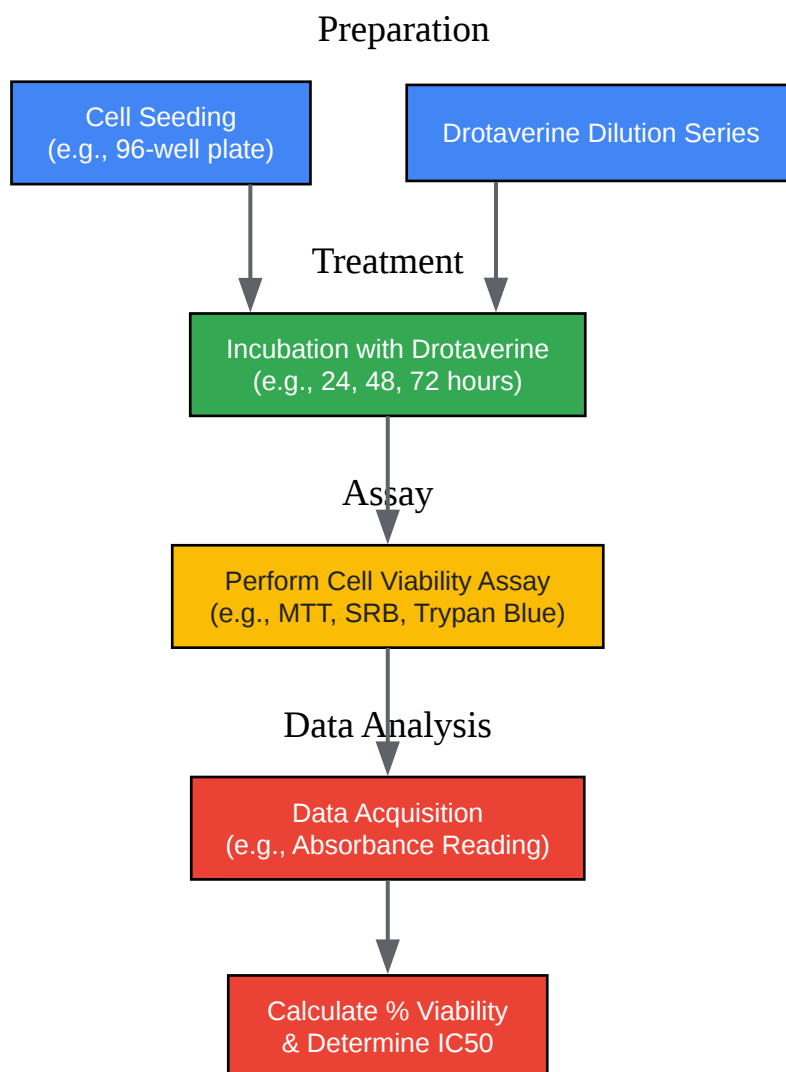 Preparation
Cell Seeding
(e.g., 96-well plate)
Drotaverine Dilution Series
Treatment
Incubation with Drotaverine
(e.g., 24, 48, 72 hours)
Assay
Perform Cell Viability Assay
(e.g., MTT, SRB, Trypan Blue)
Data Analysis
Data Acquisition
(e.g., Absorbance Reading)
Calculate % Viability
& Determine IC50